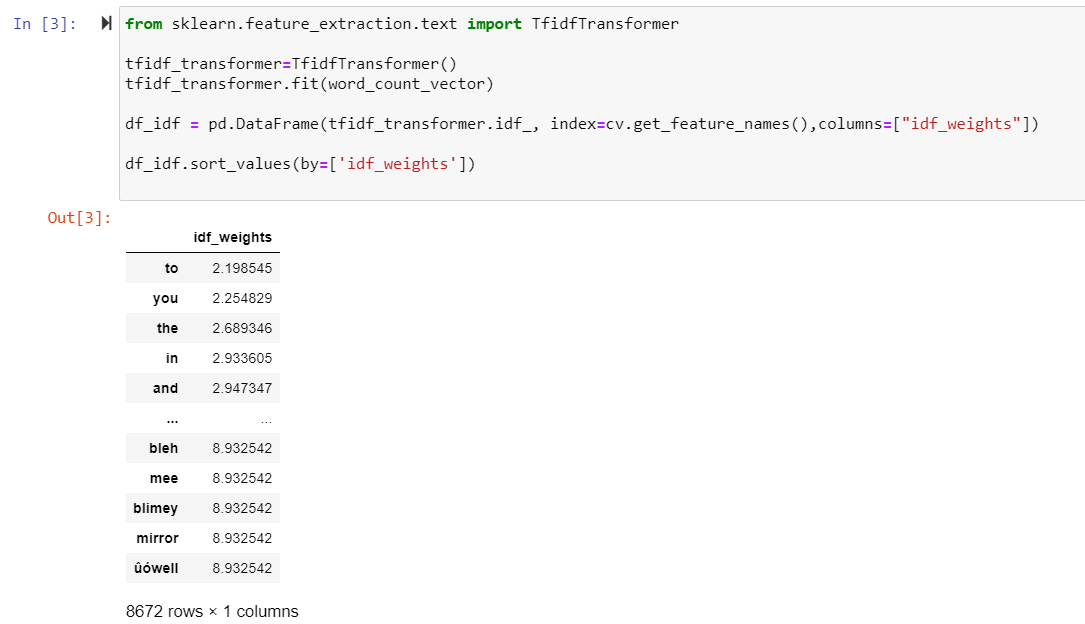 In [3]:
from sklearn.feature_extraction.text import TfidfTransformer
tfidf_transformer=TfidfTransformer()
tfidf_transformer.fit(word_count_vector)
df_idf = pd.DataFrame(tfidf_transformer.idf_, index=cv.get_feature_names(),columns=["idf_weights"])
df_idf.sort_values(by=['idf_weights'])
Out[3]:
idf_weights
to 2.198545
you 2.254829
the 2.689346
in 2.933605
and 2.947347
... ...
bleh 8.932542
mee 8.932542
blimey 8.932542
mirror 8.932542
ûówell 8.932542
8672 rows × 1 columns